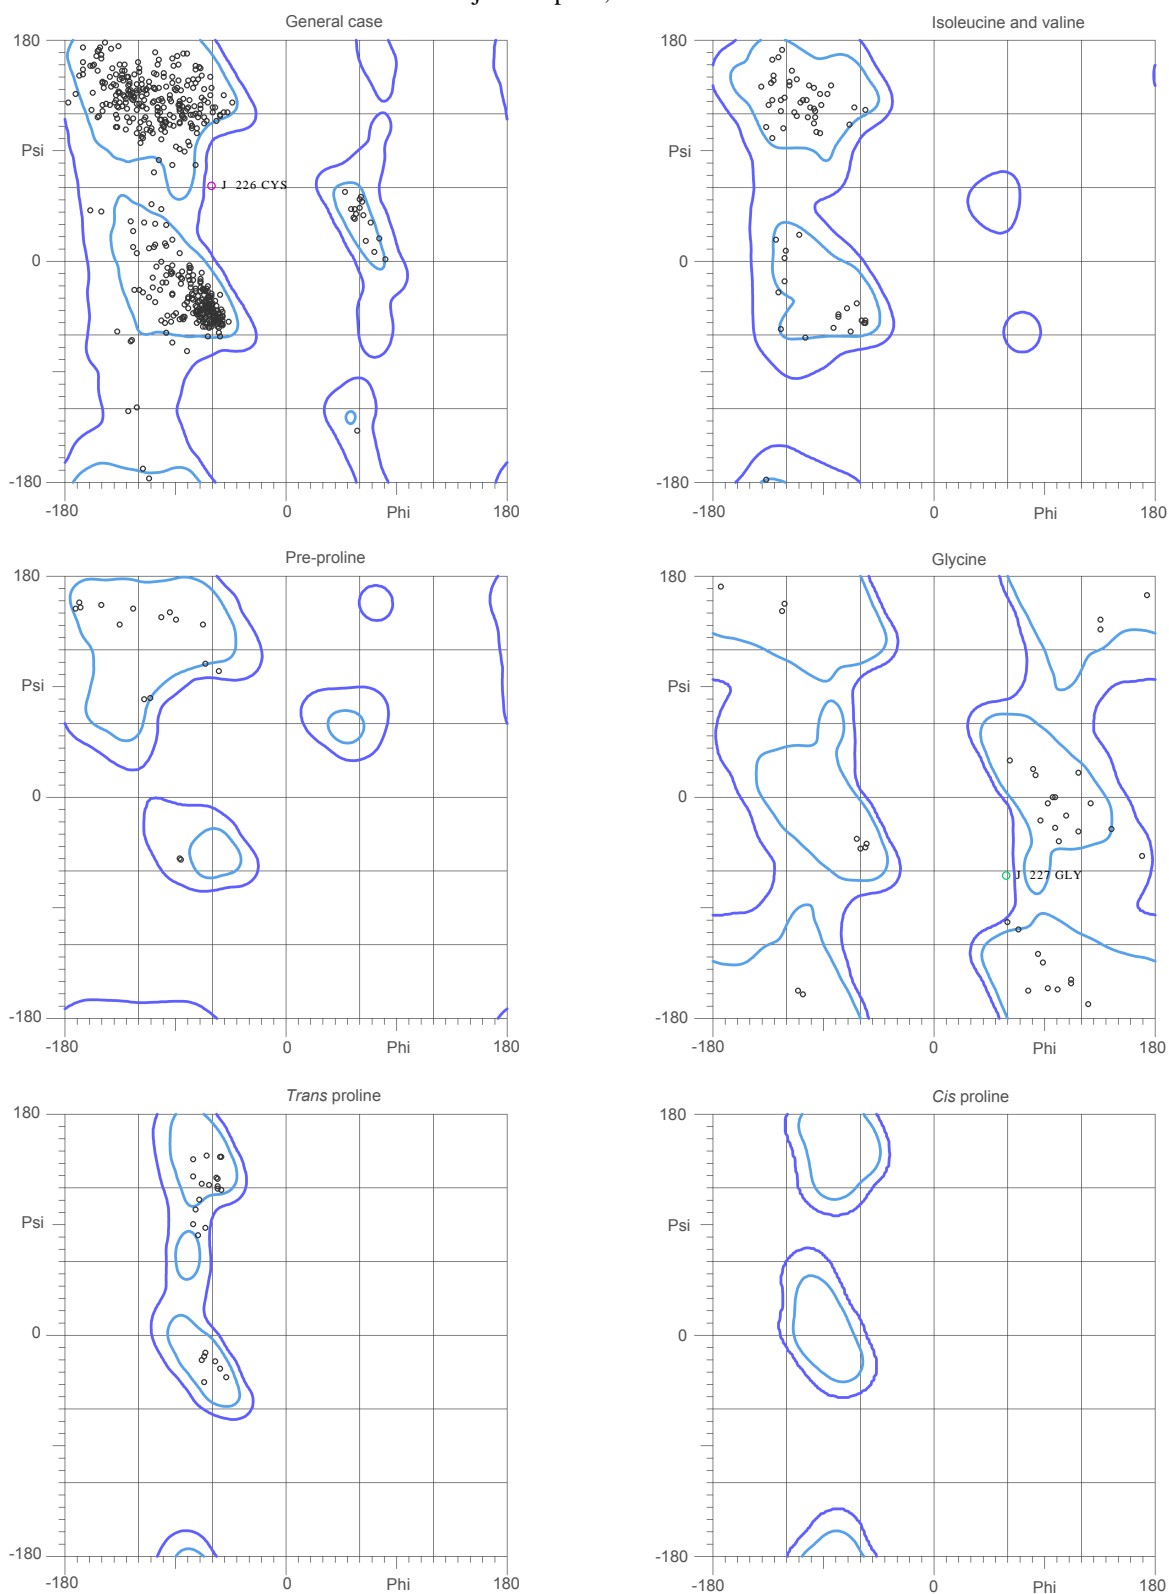 General case
Isoleucine and valine
180
180
Psi
Psi
J 226 CYS
0
0
-180
-180
-180
0
Phi
180
-180
0
Phi
180
Pre-proline
Glycine
180
180
Psi
Psi
0
0
J 227 GLY
-180
-180
-180
0
Phi
180
-180
0
Phi
180
Trans proline
Cis proline
180
180
Psi
Psi
0
0
-180
-180
-180
0
Phi
180
-180
0
Phi
180